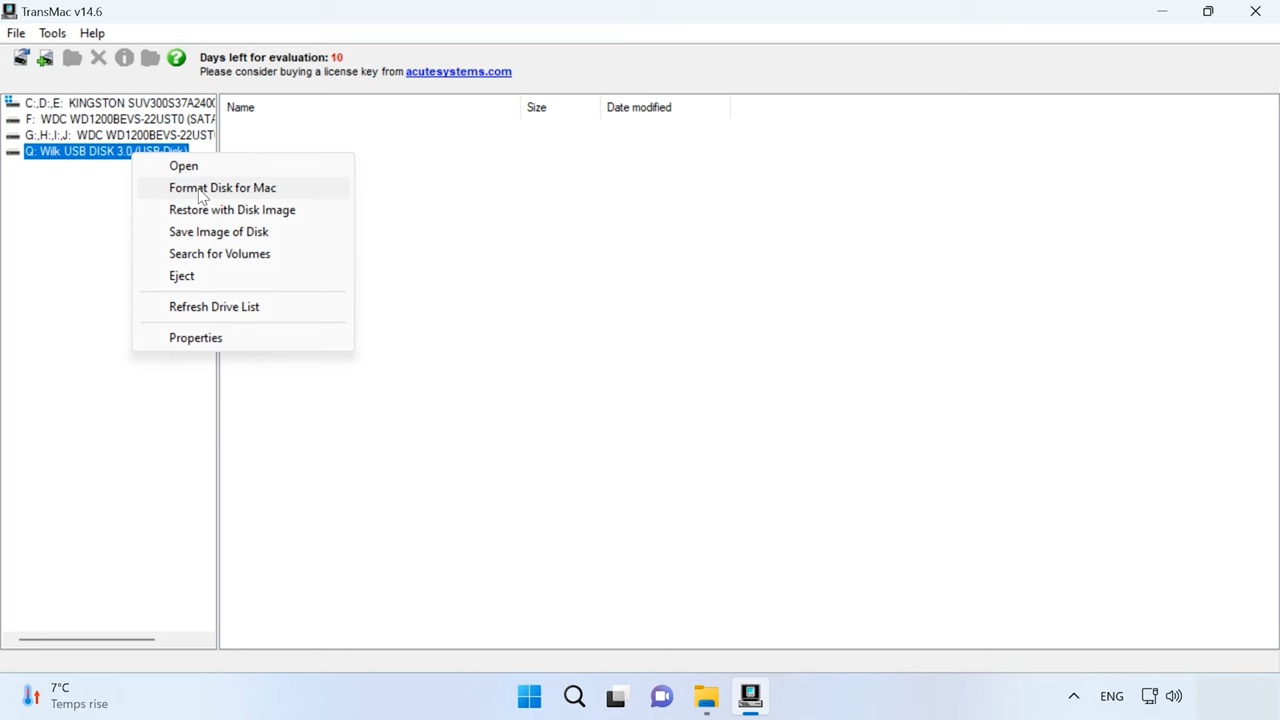 TransMac v14.6
File Tools Help
Days left for evaluation: 10
Please consider buying a license key from acutesystems.com
C:,D:,E: KINGSTON SUV300S37A240
F: WDC WD1200BEVS-22UST0 (SATA
G:,H:,I:,J: WDC WD1200BEVS-22UST
Q: Wilk USB DISK 3.0 (USB Disk)
Name Size Date modified
Open
Format Disk for Mac
Restore with Disk Image
Save Image of Disk
Search for Volumes
Eject
Refresh Drive List
Properties
7°C
Temps rise
ENG